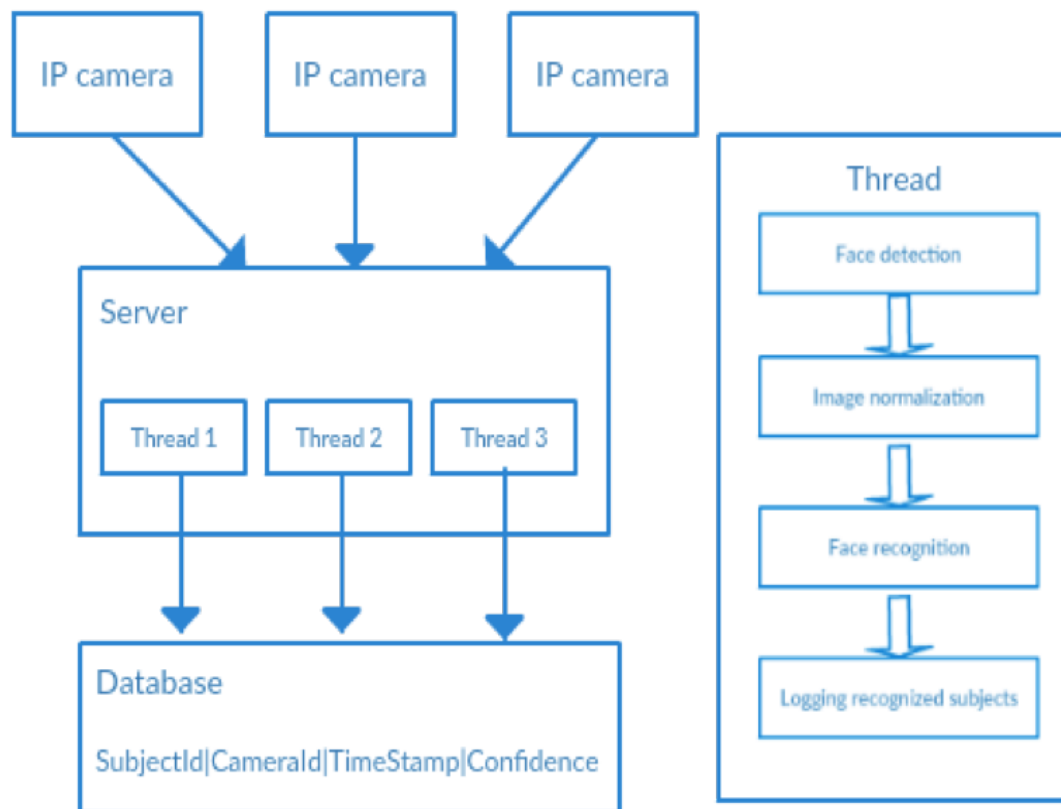 IP camera
IP camera
IP camera
Server
Thread 1
Thread 2
Thread 3
Database
SubjectId|CameraId|TimeStamp|Confidence
Thread
Face detection
Image normalization
Face recognition
Logging recognized subjects